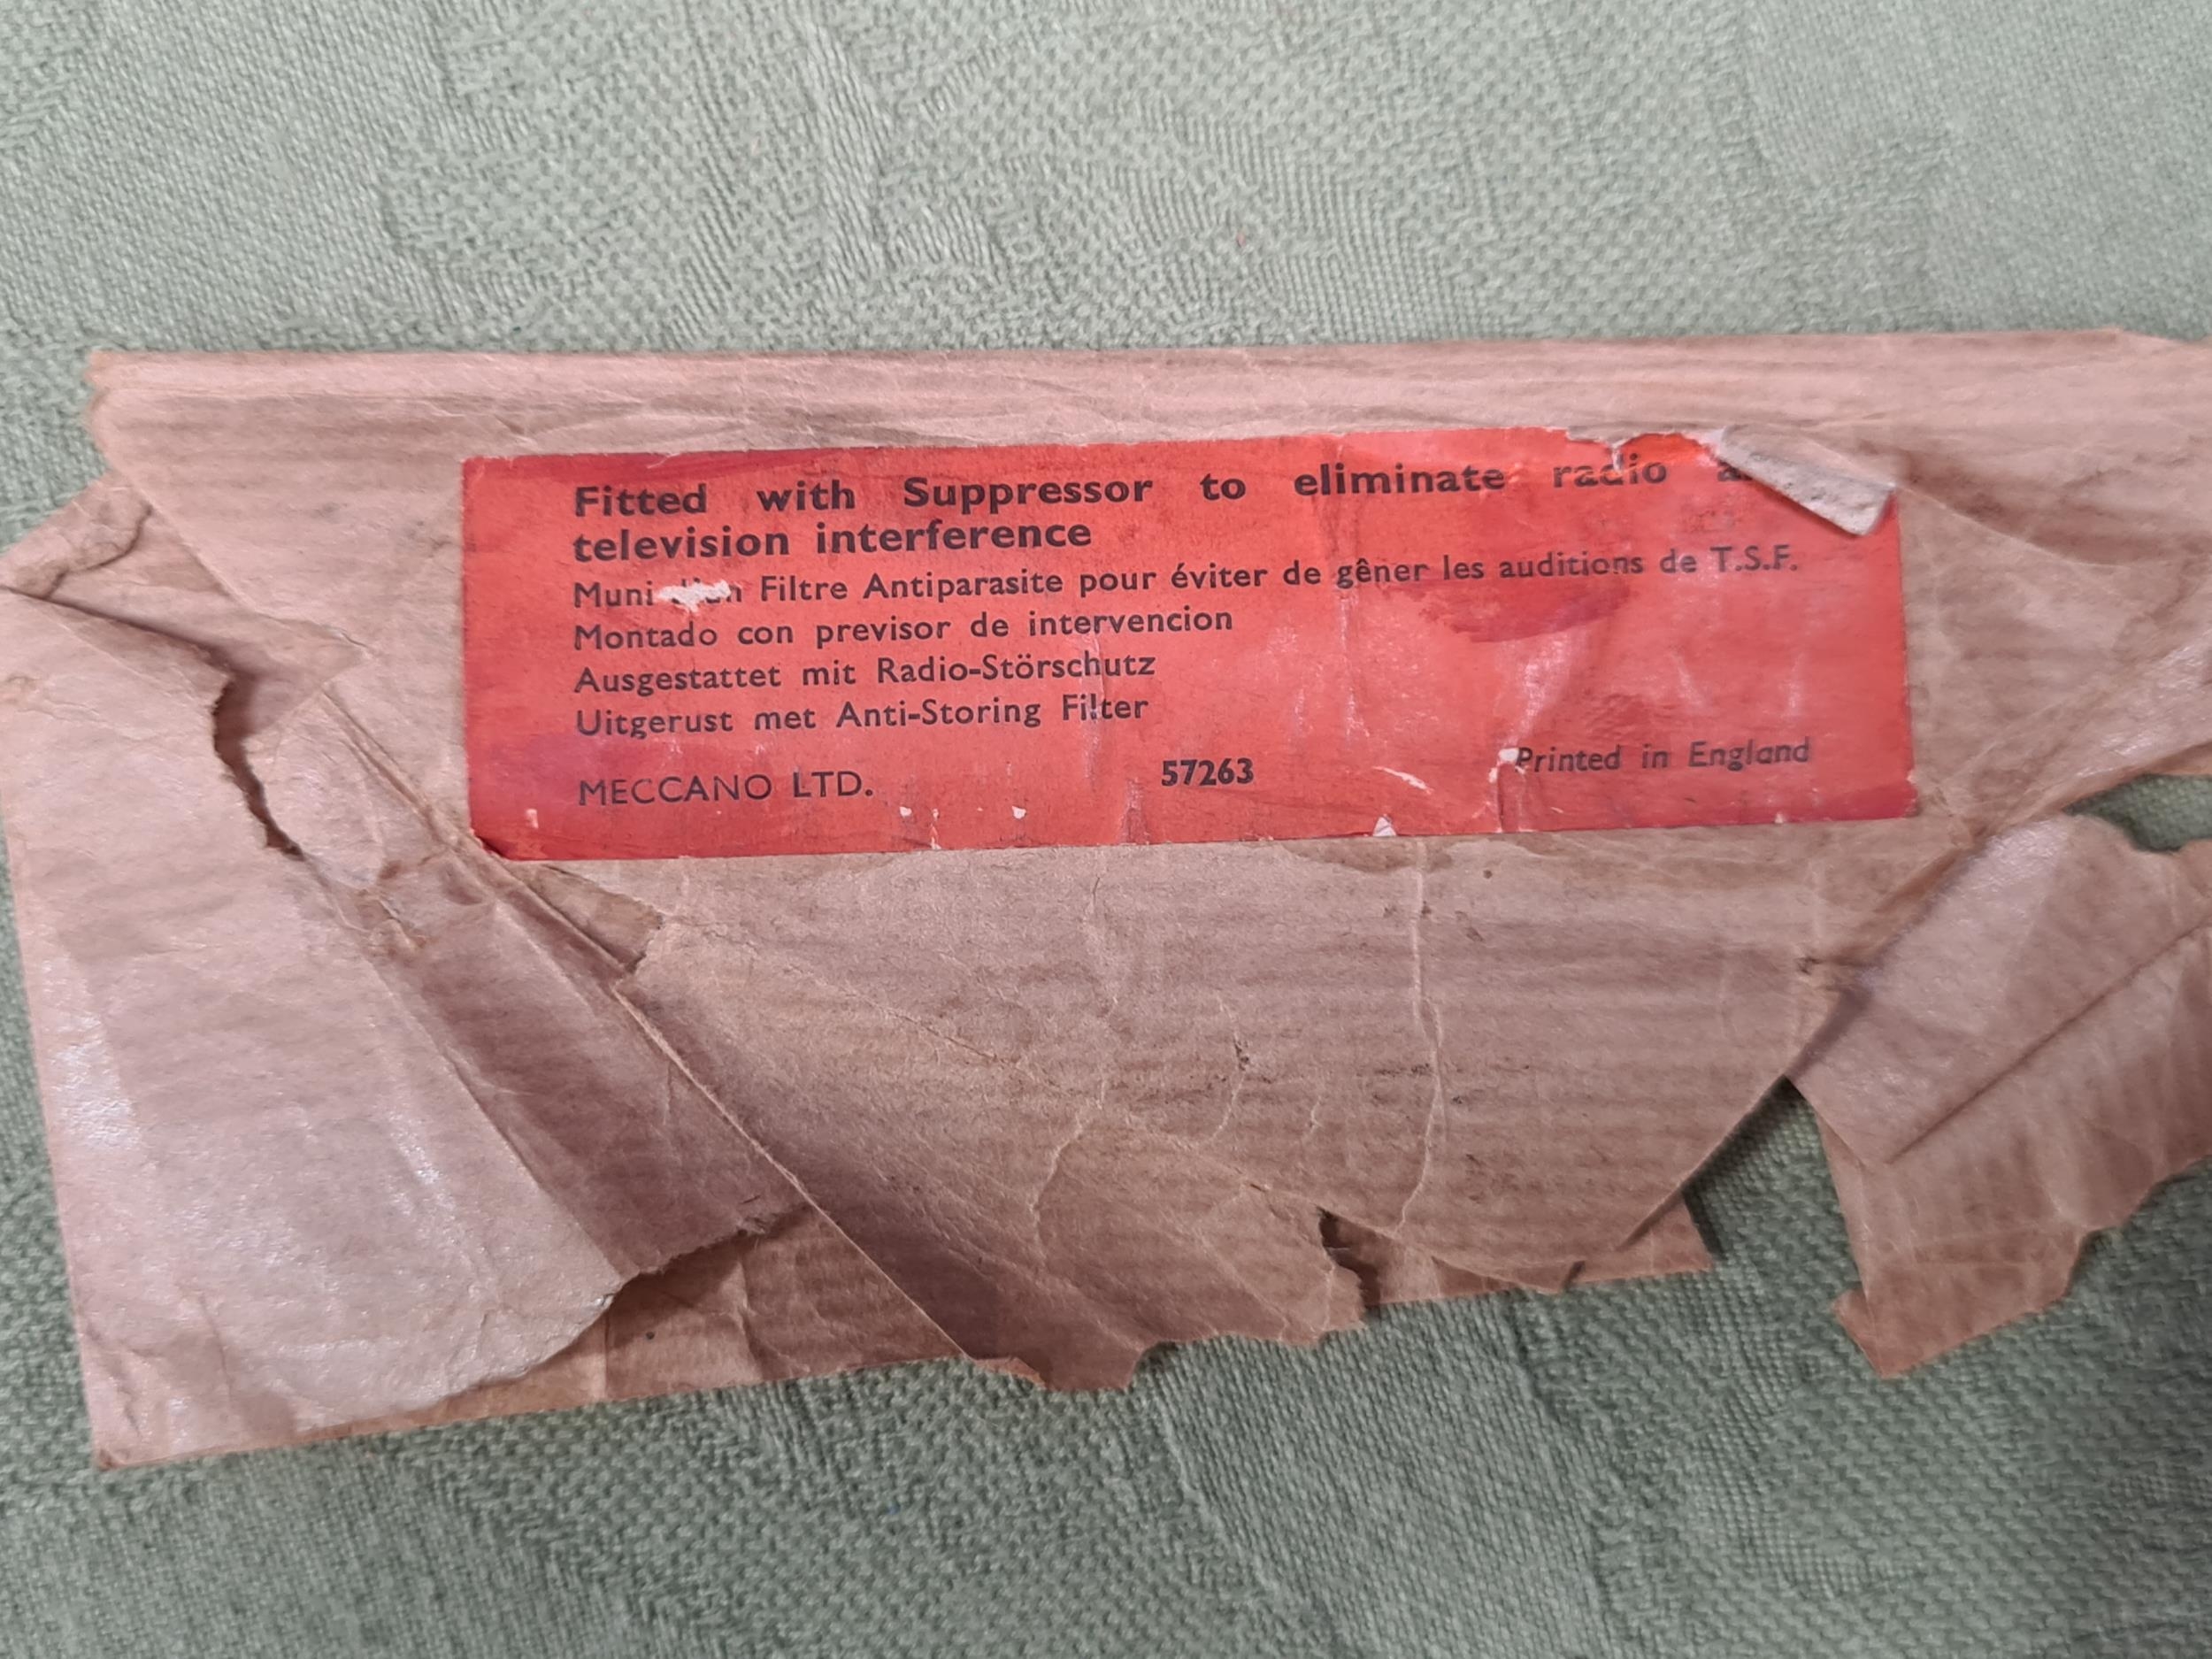 Fitted with Suppressor to eliminate radio
television interference
Filtre Antiparasite pour éviter de gêner les auditions de T.S.F.
Montado con previsor de intervencion
Ausgestattet mit Radio-Störschutz
Uitgerust met Anti-Storing Filter
MECCANO LTD. 57263 Printed in England